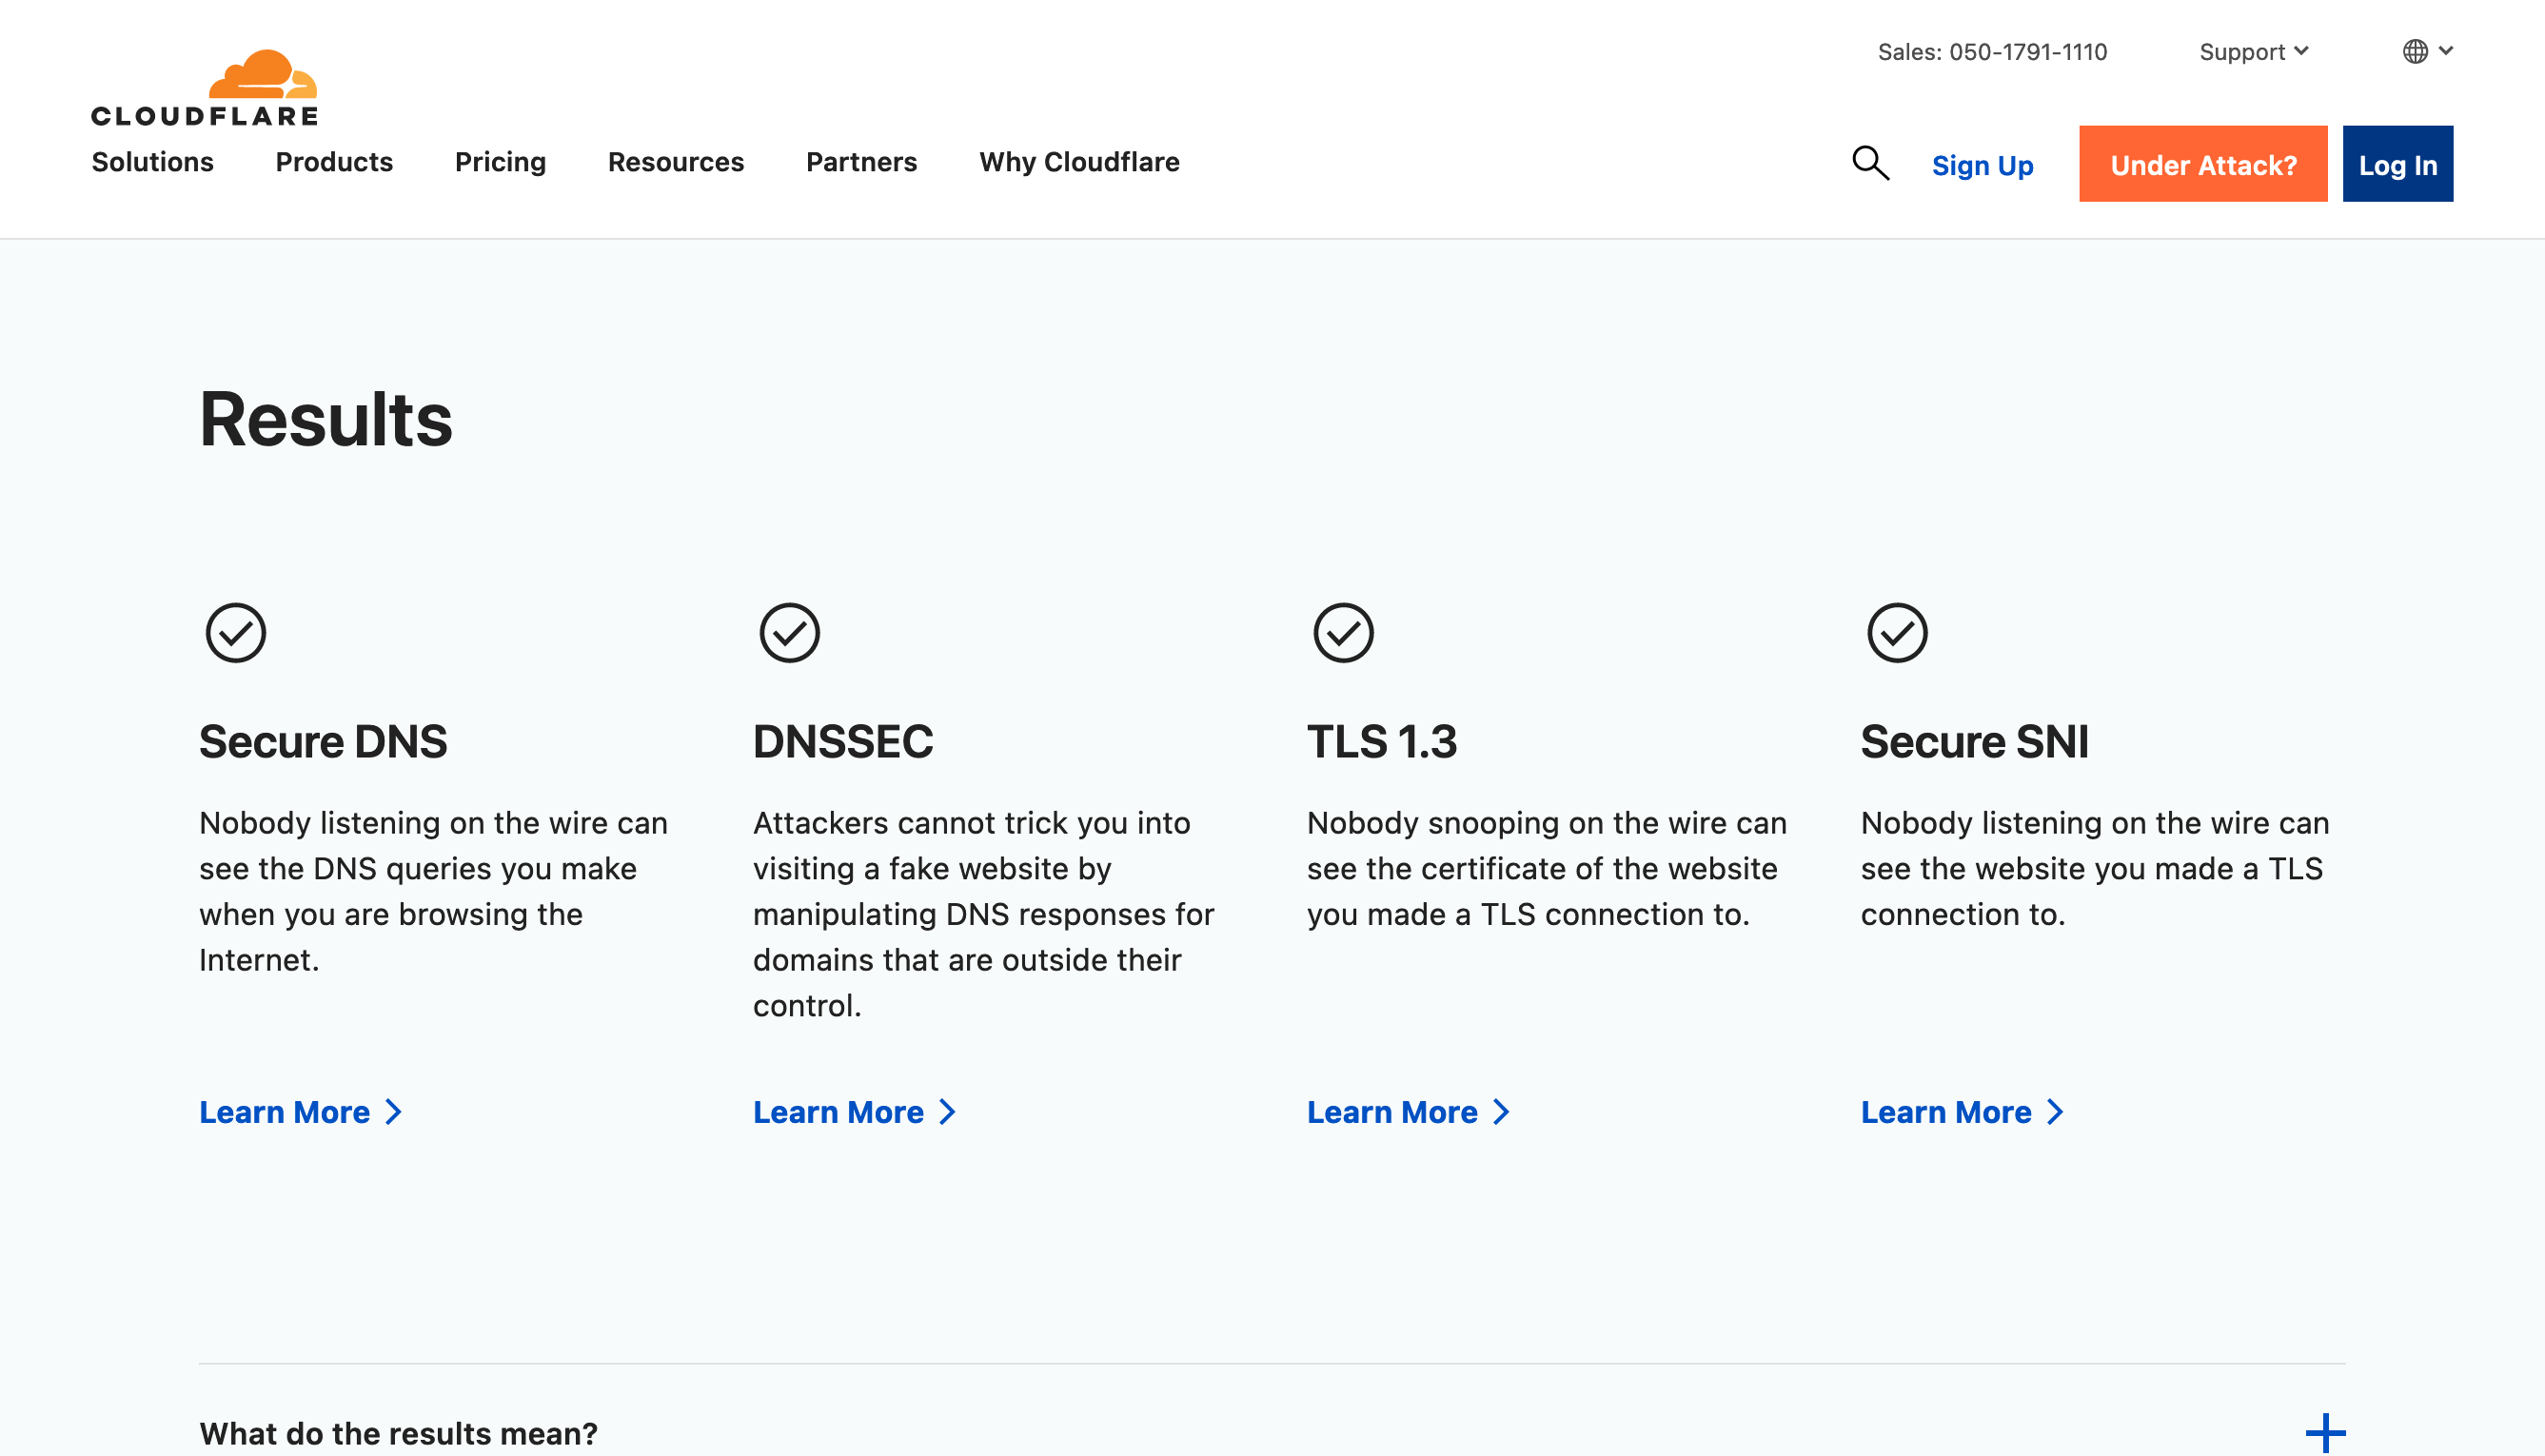 Sales: 050-1791-1110
Support
CLOUDFLARE
Solutions
Products
Pricing
Resources
Partners
Why Cloudflare
Sign Up
Under Attack?
Log In
Results
Secure DNS
Nobody listening on the wire can
see the DNS queries you make
when you are browsing the
Internet.
Learn More
DNSSEC
Attackers cannot trick you into
visiting a fake website by
manipulating DNS responses for
domains that are outside their
control.
Learn More
TLS 1.3
Nobody snooping on the wire can
see the certificate of the website
you made a TLS connection to.
Learn More
Secure SNI
Nobody listening on the wire can
see the website you made a TLS
connection to.
Learn More
What do the results mean?